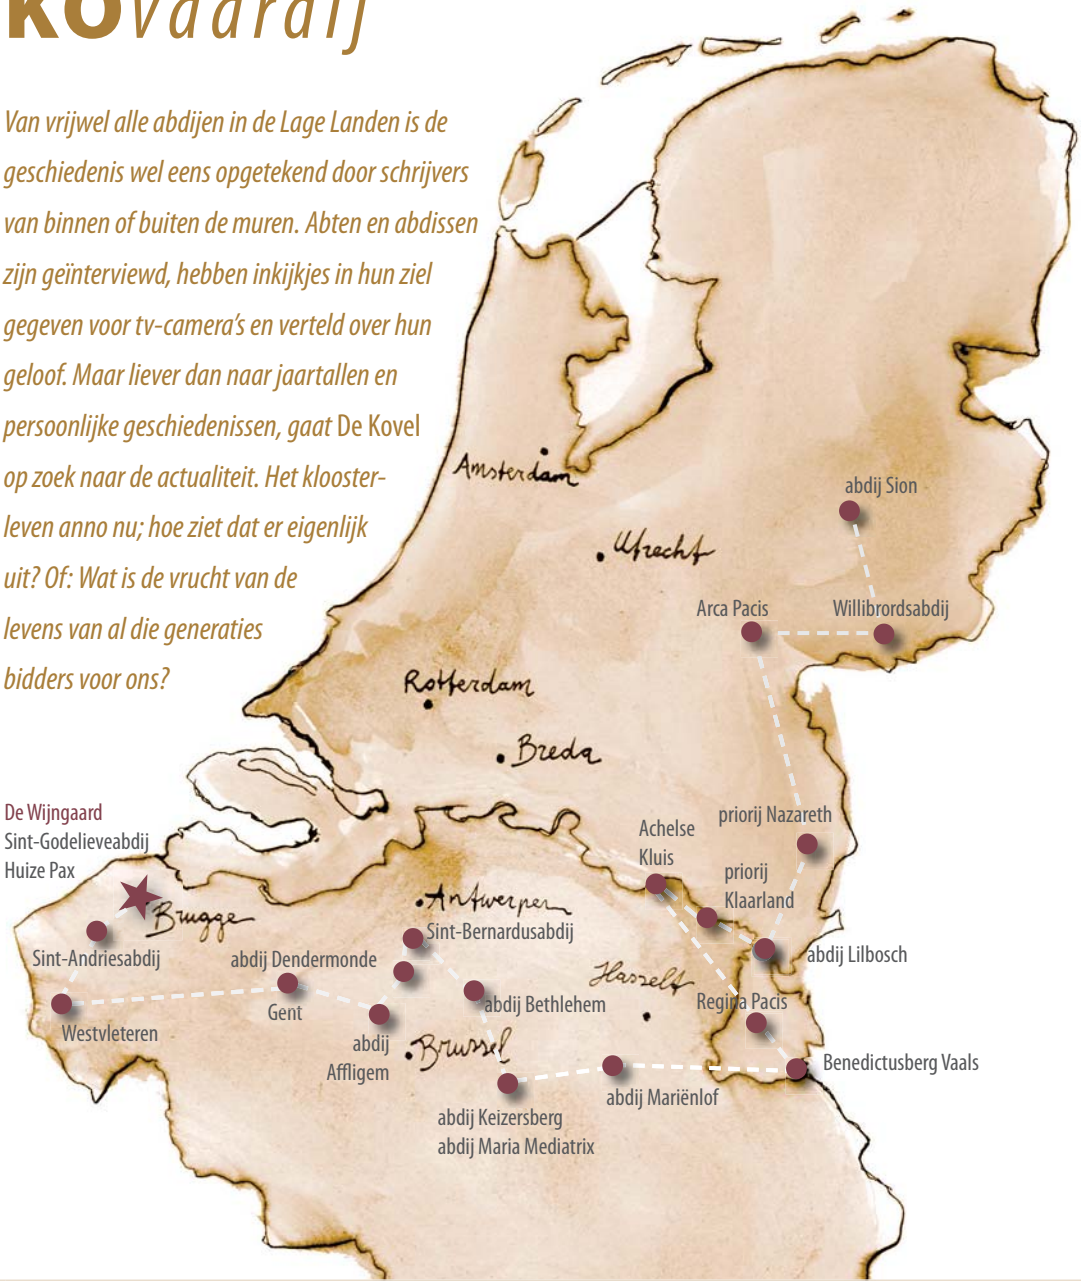 KOvaardij
Van vrijwel alle abdijen in de Lage Landen is de
geschiedenis wel eens opgetekend door schrijvers
van binnen of buiten de muren. Abten en abdissen
zijn geïnterviewd, hebben inkijkjes in hun ziel
gegeven voor tv-camera's en verteld over hun
geloof. Maar liever dan naar jaartallen en
persoonlijke geschiedenissen, gaat De Kovel
op zoek naar de actualiteit. Het klooster-
leven anno nu; hoe ziet dat er eigenlijk
uit? Of: Wat is de vrucht van de
levens van al die generaties
bidders voor ons?
Amsterdam
abdij Sion
Utrecht
Arca Pacis
Willibrordsabdij
Rotterdam
Breda
De Wijngaard
Sint-Godelieveabdij
Huize Pax
Brugge
Sint-Andriesabdij
Westvleteren
abdij Dendermonde
Gent
abdij
Affligem
Antwerpen
Sint-Bernardusabdij
abdij Bethlehem
Brussel
abdij Keizersberg
abdij Maria Mediatrix
Hasselt
abdij Mariënlof
Achelse
Kluis
priorij Nazareth
priorij
Klaarland
abdij Lilbosch
Regina Pacis
Benedictusberg Vaals